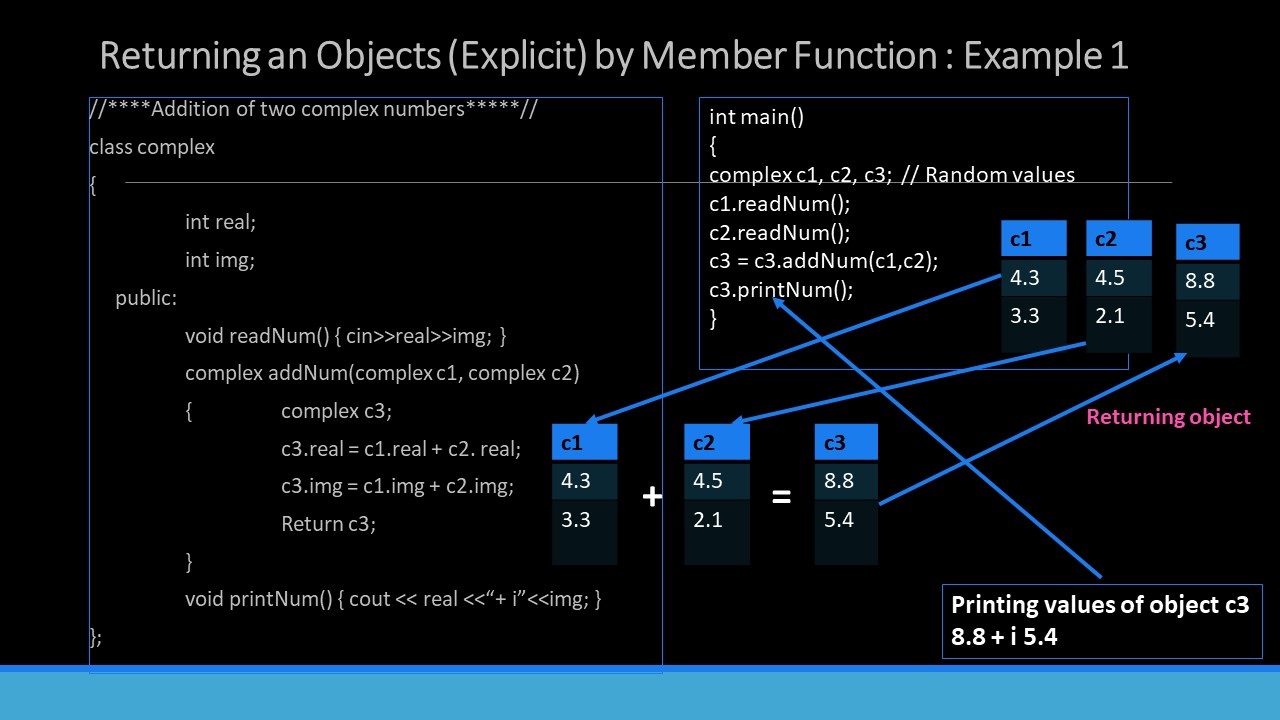 Returning an Objects (Explicit) by Member Function : Example 1
//****Addition of two complex numbers*****//
class complex
{
int real;
int img;
public:
void readNum() { cin>>real>>img; }
complex addNum(complex c1, complex c2)
{ complex c3;
c3.real = c1.real + c2. real;
c3.img = c1.img + c2.img;
Return c3;
}
void printNum() { cout << real <<“+ i”<<img; }
};
int main()
{
complex c1, c2, c3; // Random values
c1.readNum();
c2.readNum();
c3 = c3.addNum(c1,c2);
c3.printNum();
}
c1 c2 c3
4.3 4.5 8.8
3.3 2.1 5.4
Returning object
c1 c2 c3
4.3 + 4.5 = 8.8
3.3 2.1 5.4
Printing values of object c3
8.8 + i 5.4